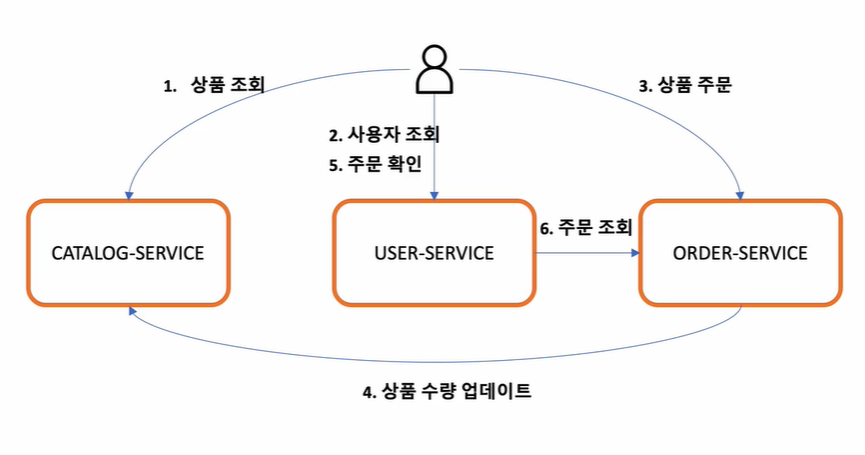 1. 상품 조회
3. 상품 주문
2. 사용자 조회
5. 주문 확인
CATALOG-SERVICE
USER-SERVICE
6. 주문 조회
ORDER-SERVICE
4. 상품 수량 업데이트